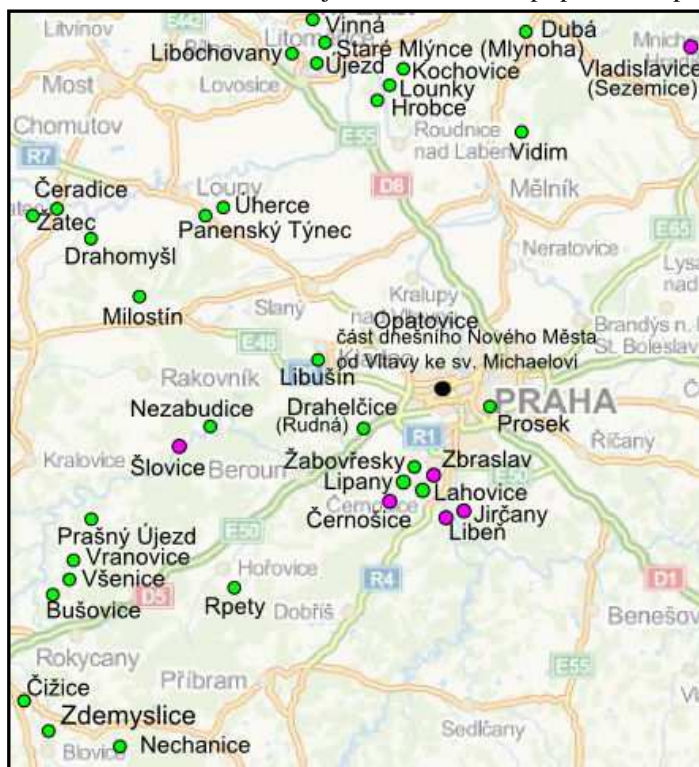 E442
Vinná
Litvínov
Staré Mlýnce (Mlynoha)
Dubá
Libochovany
Újezd
Kochovice
Vladislavice
(Sezemice)
Most
Lovosice
Lounky
Hrobce
Chomutov
E55
Roudnice
nad Labem
Vidim
R7
D8
Čeradice
Louny
Mělník
Žatec
Úherce
Panenský Týnec
E65
Drahomyšl
Neratovice
Milostín
Slaný
Kralupy
Opatovice
E48
část dnešního Nového Města
od Vltavy ke sv. Michaelovi
Brandýs n.
St. Boleslav
Libušín
Rakovník
PRAHA
Nezabudice
Drahelčice
(Rudná)
Prosek
R1
Říčany
Kralovice
Šlovice
Beroun
Žabovřesky
Zbraslav
E50
Lipany
Lahovice
Černošice
Jirčany
Libeň
Prašný Újezd
E50
Vranovice
Hořovice
Všenice
R4
D1
Bušovice
D5
Rpety
Dobříš
Benešov
Rokycany
E55
Příbram
Čižice
Zdemyslice
Sedlčany
Blovice
Nechanice